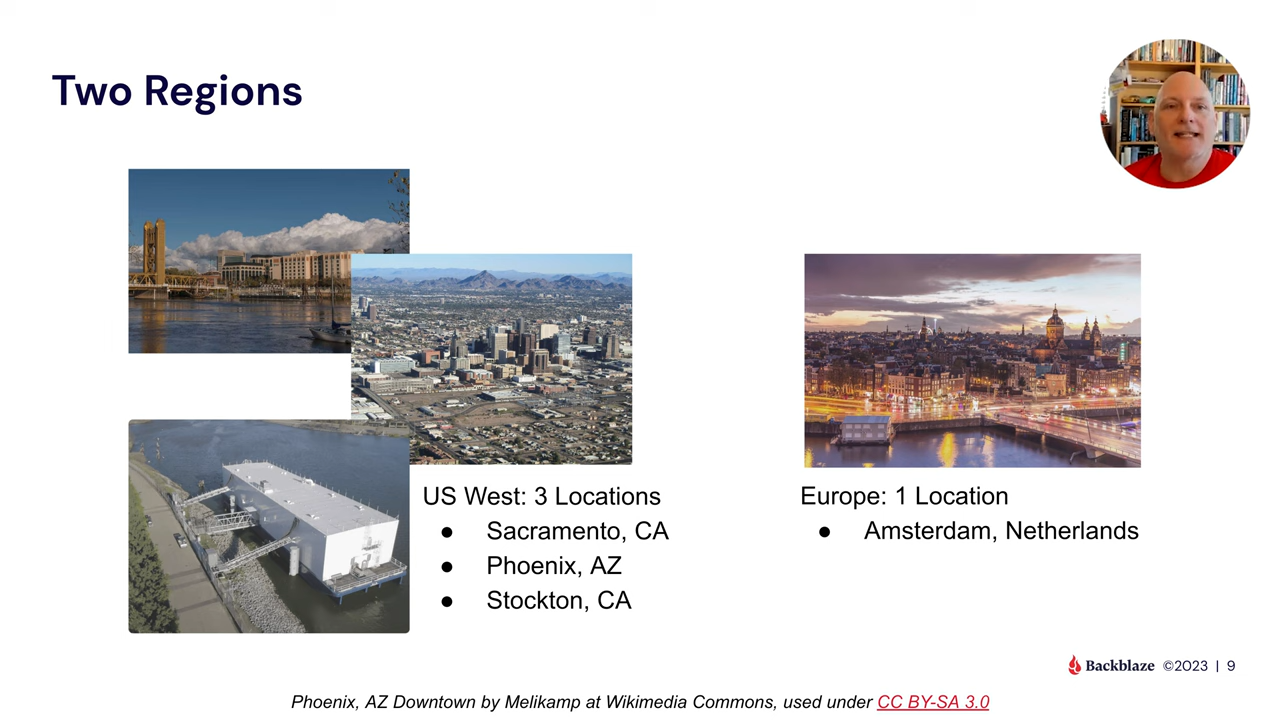 Two Regions
US West: 3 Locations
● Sacramento, CA
● Phoenix, AZ
● Stockton, CA
Europe: 1 Location
● Amsterdam, Netherlands
Backblaze ©2023 | 9
Phoenix, AZ Downtown by Melikamp at Wikimedia Commons, used under CC BY-SA 3.0